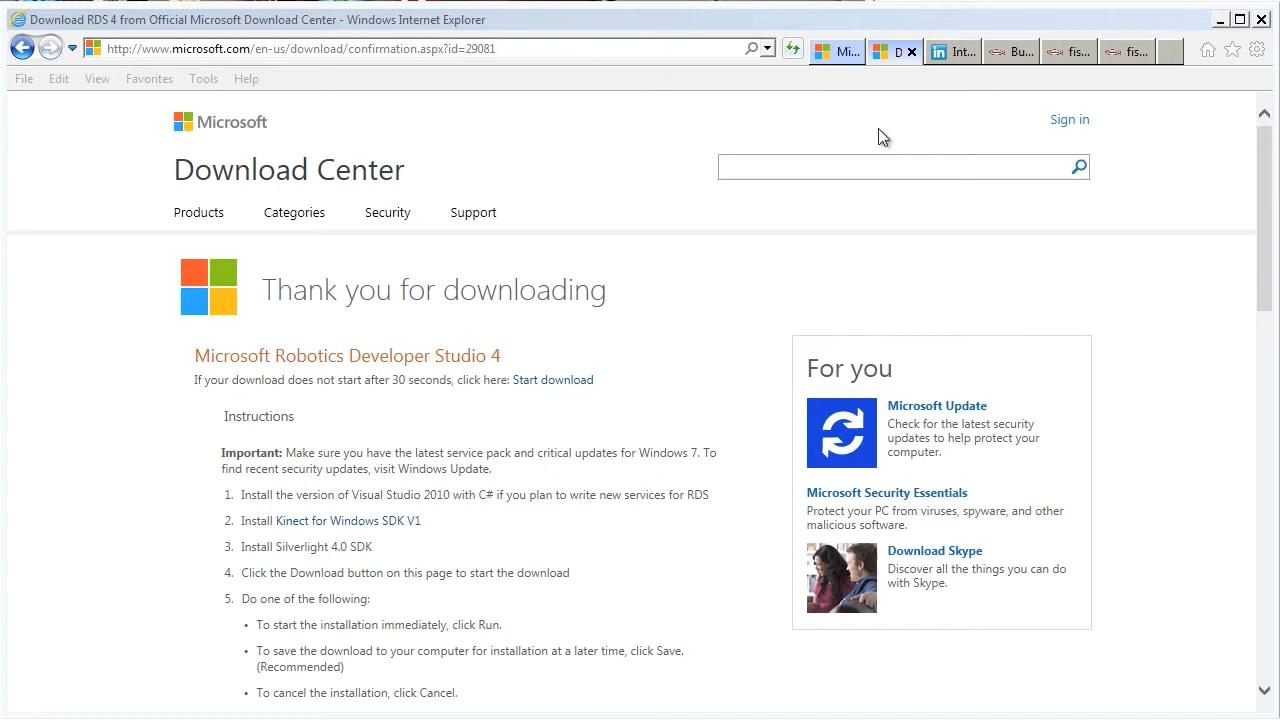 Download RDS 4 from Official Microsoft Download Center - Windows Internet Explorer
http://www.microsoft.com/en-us/download/confirmation.aspx?id=29081
Mi...
D
Int...
Bu...
fis...
fis...
File Edit View Favorites Tools Help
Microsoft
Sign in
Download Center
Products Categories Security Support
Thank you for downloading
Microsoft Robotics Developer Studio 4
If your download does not start after 30 seconds, click here: Start download
Instructions
Important: Make sure you have the latest service pack and critical updates for Windows 7. To
find recent security updates, visit Windows Update.
1. Install the version of Visual Studio 2010 with C# if you plan to write new services for RDS
2. Install Kinect for Windows SDK V1
3. Install Silverlight 4.0 SDK
4. Click the Download button on this page to start the download
5. Do one of the following:
• To start the installation immediately, click Run.
• To save the download to your computer for installation at a later time, click Save.
(Recommended)
• To cancel the installation, click Cancel.
For you
Microsoft Update
Check for the latest security
updates to help protect your
computer.
Microsoft Security Essentials
Protect your PC from viruses, spyware, and other
malicious software.
Download Skype
Discover all the things you can do
with Skype.